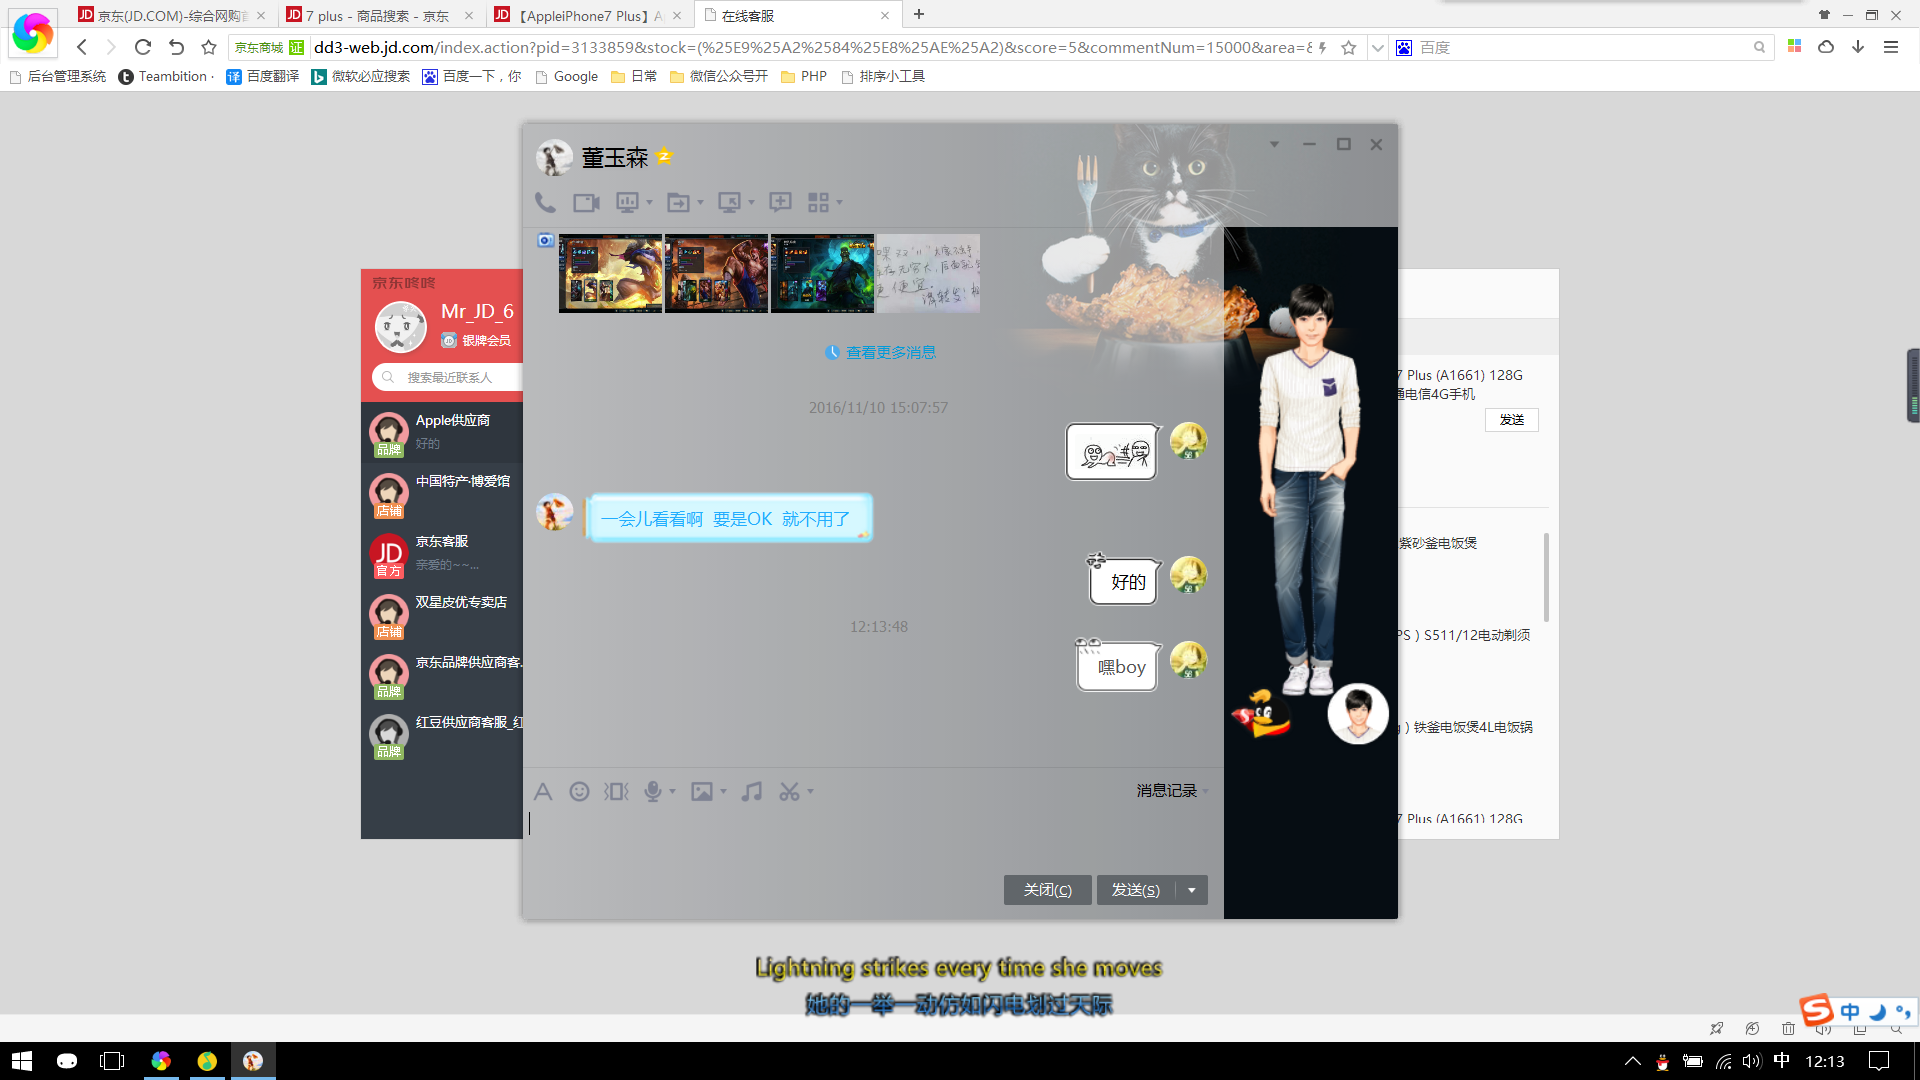 京东(JD.COM)-综合网购首
7 plus - 商品搜索 - 京东
【AppleiPhone7 Plus】A
在线客服
京东商城
证
dd3-web.jd.com/index.action?pid=3133859&stock=(%25E9%25A2%2584%25E8%25AE%25A2)&score=5&commentNum=15000&area=&
百度
后台管理系统
Teambition ·
译 百度翻译
微软必应搜索
百度一下，你
Google
日常
微信公众号开
PHP
排序小工具
董玉森
京东咚咚
Mr_JD_6
银牌会员
搜索最近联系人
Apple供应商
好的
品牌
中国特产·博爱馆
店铺
京东客服
亲爱的~~...
JD
官方
双星皮优专卖店
店铺
京东品牌供应商客.
品牌
红豆供应商客服_红
品牌
查看更多消息
2016/11/10 15:07:57
一会儿看看啊 要是OK 就不用了
好的
12:13:48
嘿boy
消息记录
关闭(C)
发送(S)
7 Plus (A1661) 128G
通电信4G手机
发送
紫砂釜电饭煲
PS ) S511/12电动剃须
g ) 铁釜电饭煲4L电饭锅
7 Plus (A1661) 128G
Lightning strikes every time she moves
她的一举一动仿如闪电划过天际
中
中
12:13